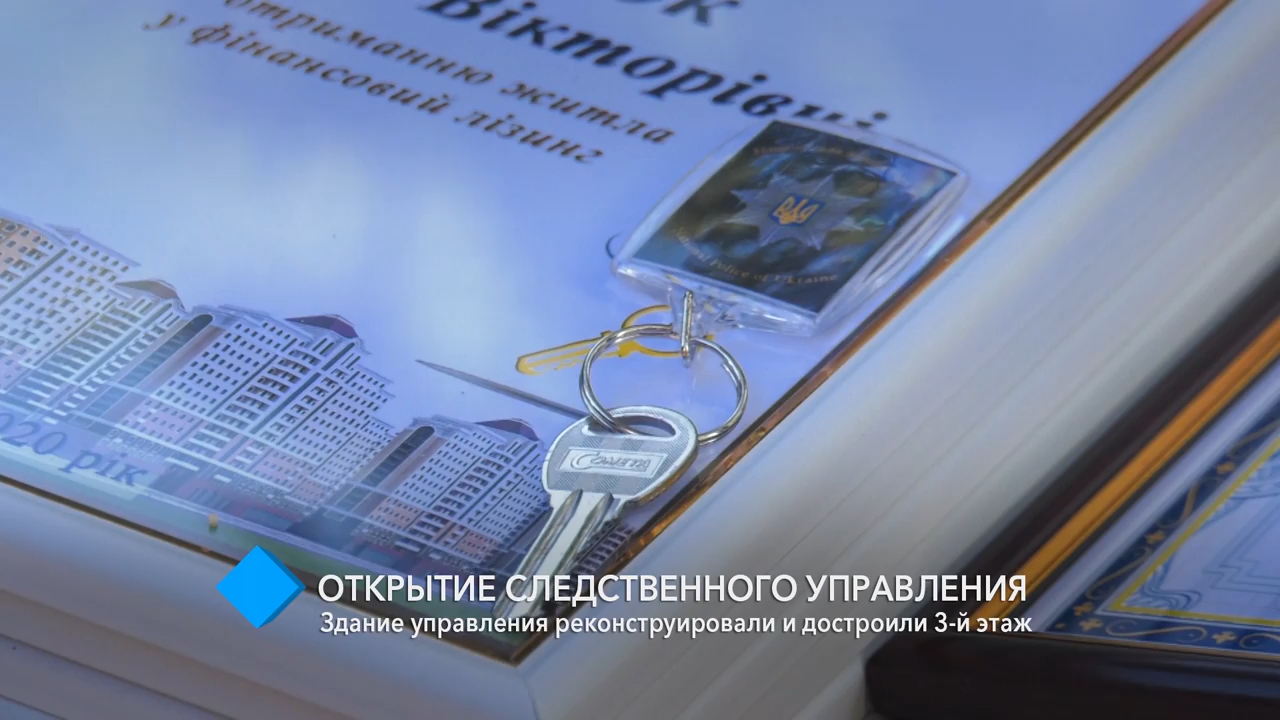 Вікторівні
отриманню житла
у фінансовий лізинг
National Police of Ukraine
2020 рік
ОТКРЫТИЕ СЛЕДСТВЕННОГО УПРАВЛЕНИЯ
Здание управления реконструировали и достроили 3-й этаж